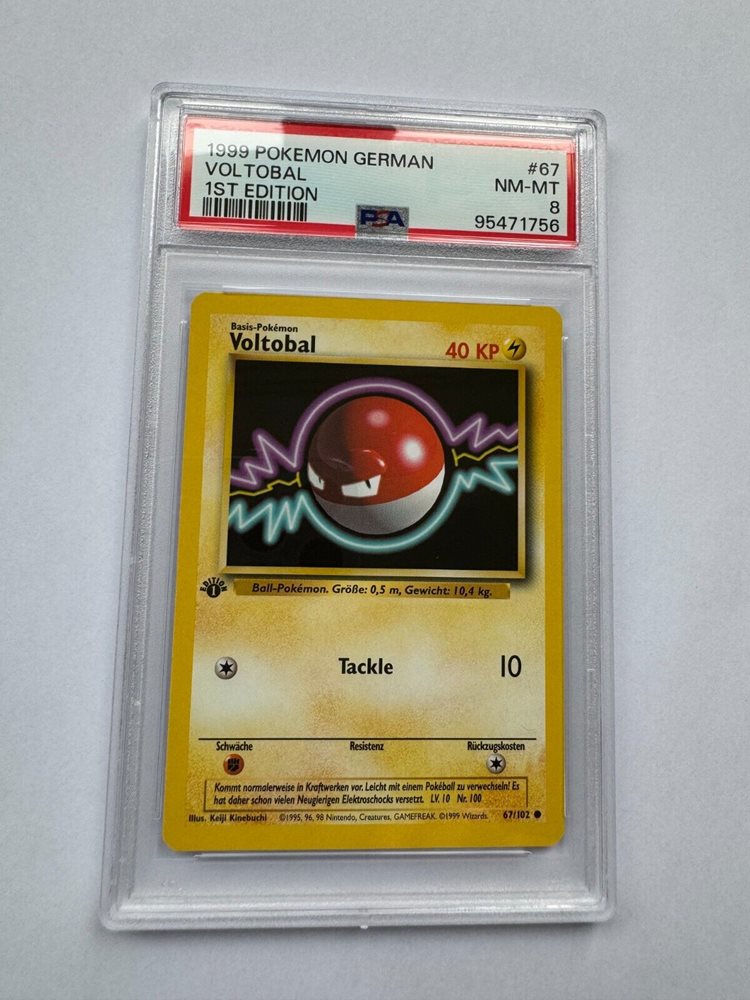 1999 POKEMON GERMAN #67
VOLTOBAL NM-MT
1ST EDITION 8
PSA 95471756
Basis-Pokémon
Voltobal 40 KP
EDITION 1
Ball-Pokémon. Größe: 0,5 m, Gewicht: 10,4 kg.
Tackle 10
Schwäche Resistenz Rückzugskosten
Kommt normalerweise in Kraftwerken vor. Leicht mit einem Pokéball zu verwechseln! Es
hat daher schon vielen Neugierigen Elektroschocks versetzt. LV. 10 Nr. 100
Illus. Keiji Kinebuchi ©1995, 96, 98 Nintendo, Creatures, GAMEFREAK. ©1999 Wizards. 67/102